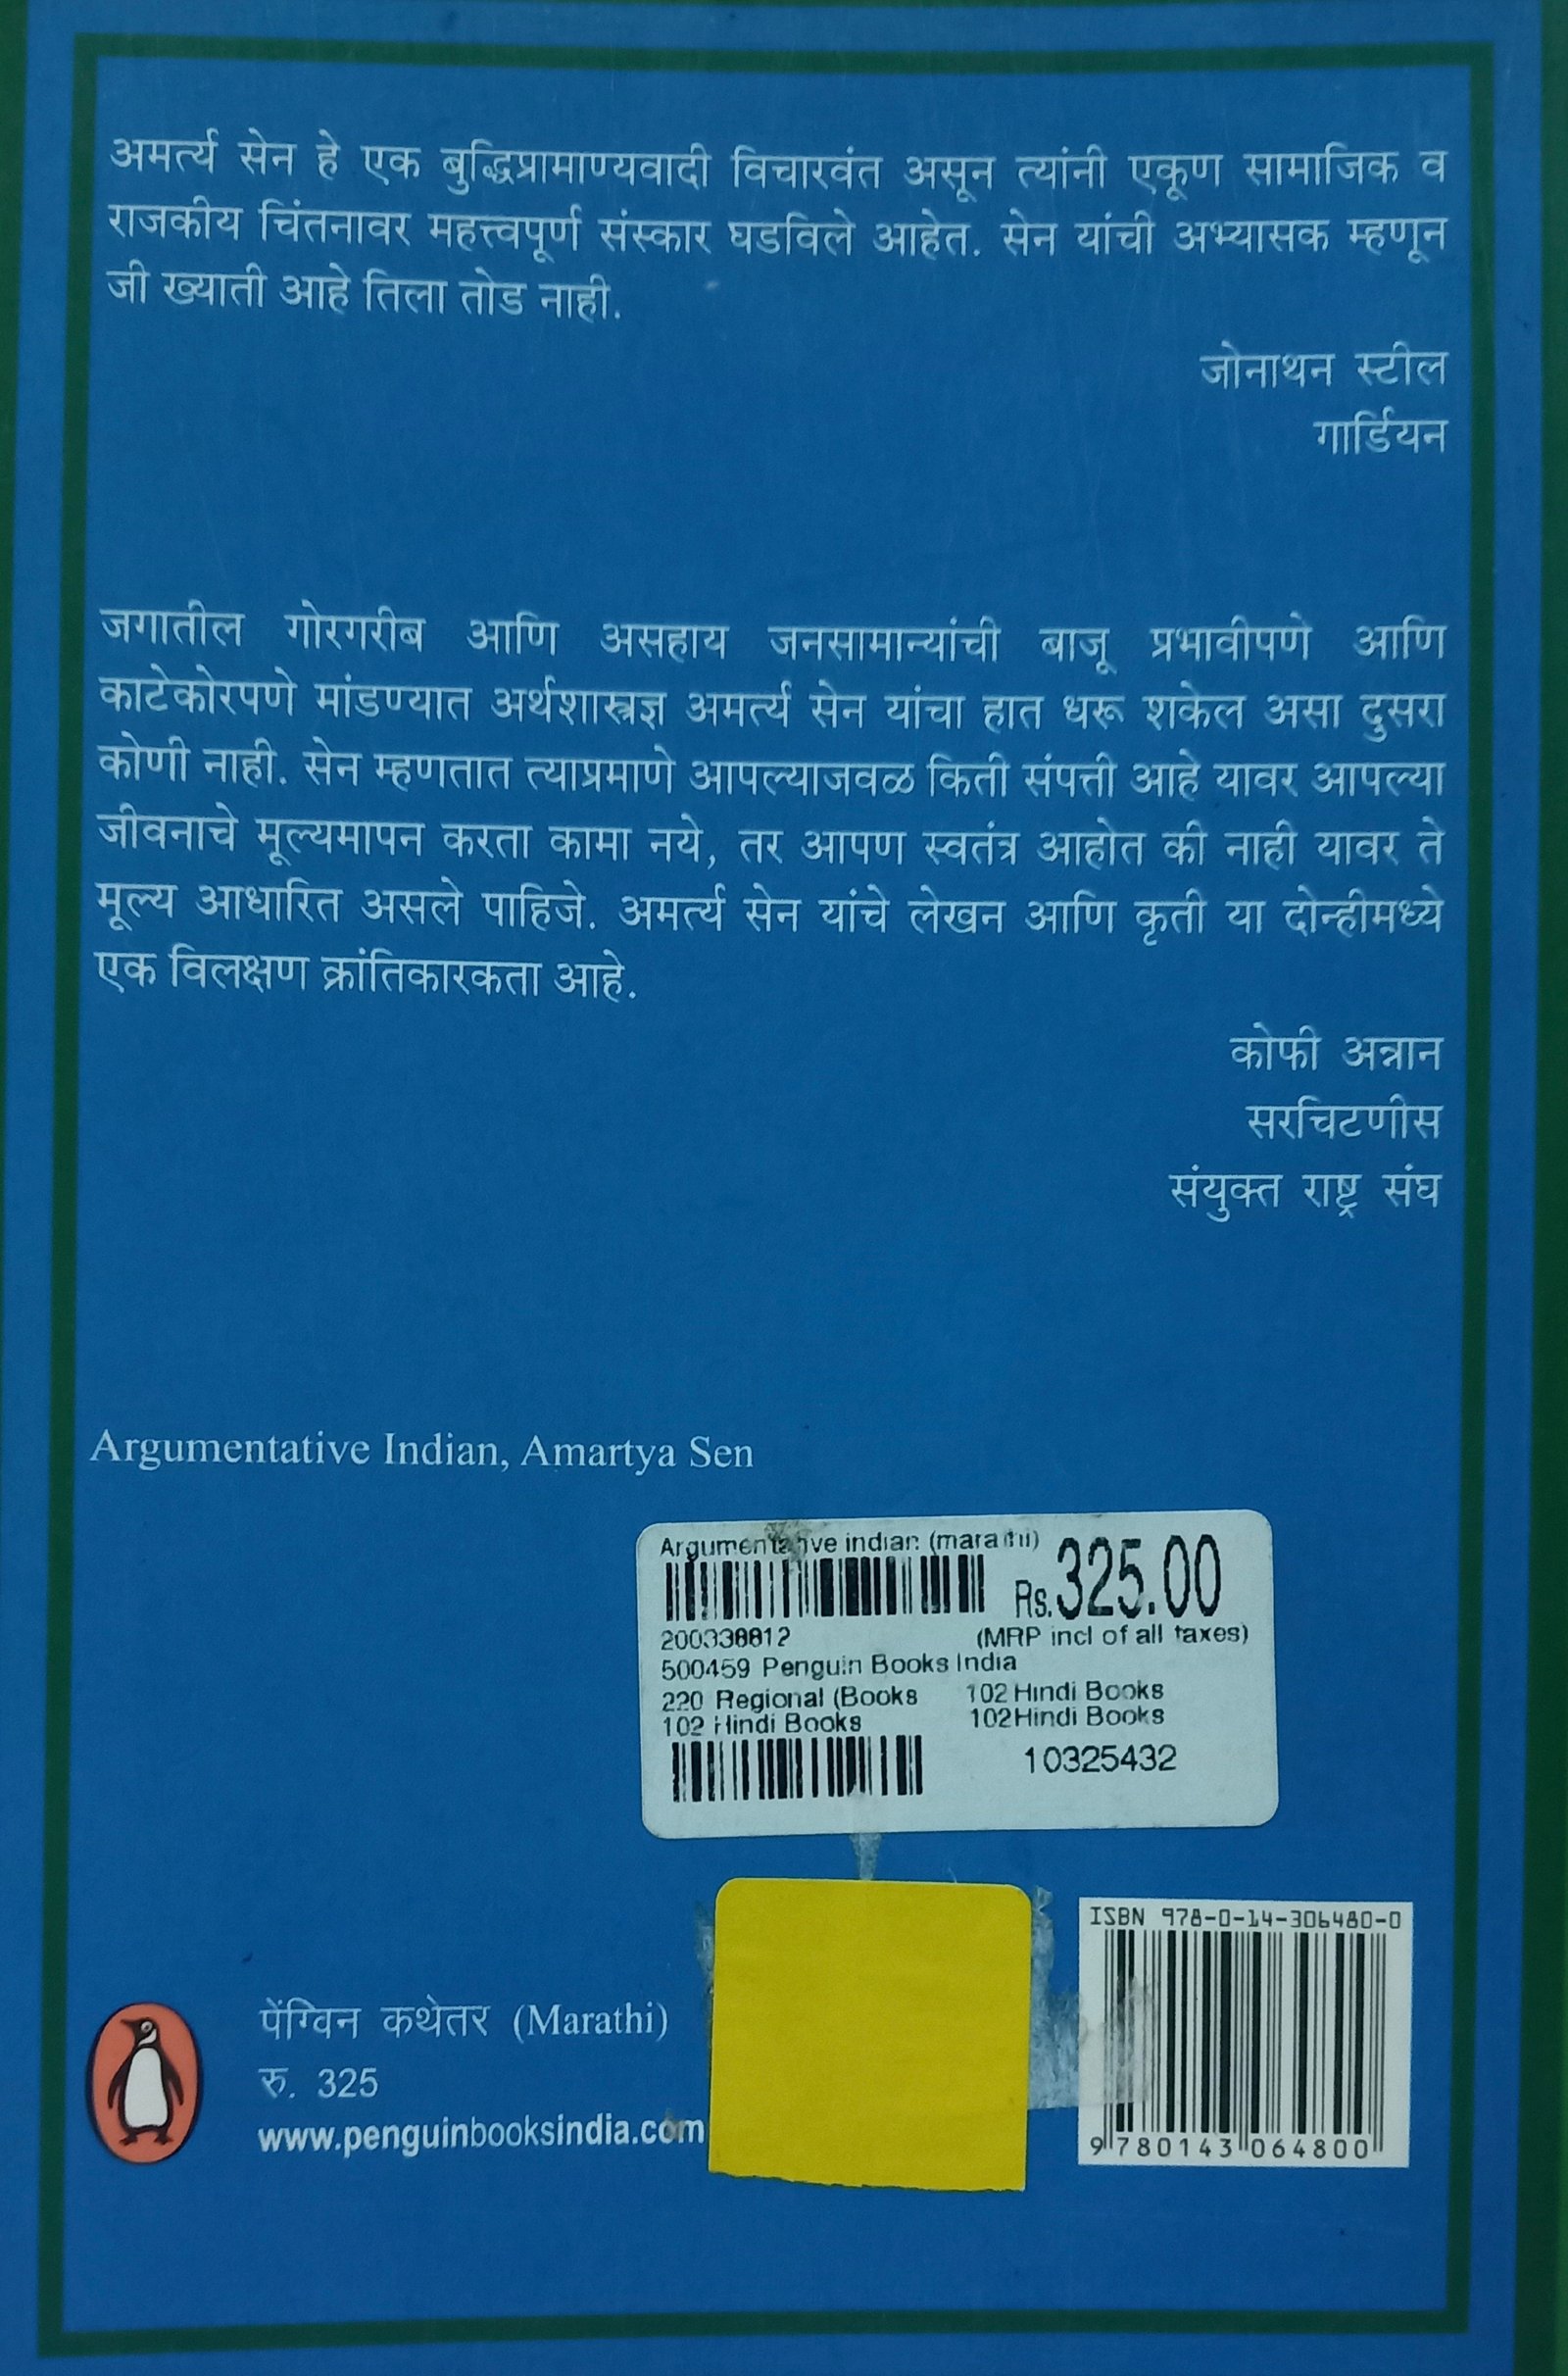 अमर्त्य सेन हे एक बुद्धिप्रामाण्यवादी विचारवंत असून त्यांनी एकूण सामाजिक व
राजकीय चिंतनावर महत्त्वपूर्ण संस्कार घडविले आहेत. सेन यांची अभ्यासक म्हणून
जी ख्याती आहे तिला तोड नाही.
जोनाथन स्टील
गार्डियन
जगातील गोरगरीब आणि असहाय जनसामान्यांची बाजू प्रभावीपणे आणि
काटेकोरपणे मांडण्यात अर्थशास्त्रज्ञ अमर्त्य सेन यांचा हात धरू शकेल असा दुसरा
कोणी नाही. सेन म्हणतात त्याप्रमाणे आपल्याजवळ किती संपत्ती आहे यावर आपल्या
जीवनाचे मूल्यमापन करता कामा नये, तर आपण स्वतंत्र आहोत की नाही यावर ते
मूल्य आधारित असले पाहिजे. अमर्त्य सेन यांचे लेखन आणि कृती या दोन्हीमध्ये
एक विलक्षण क्रांतिकारकता आहे.
कोफी अन्नान
सरचिटणीस
संयुक्त राष्ट्र संघ
Argumentative Indian, Amartya Sen
Argumentative indian (marathi)
Rs.325.00
200338812 (MRP incl of all taxes)
500459 Penguin Books India
220 Regional (Books 102 Hindi Books
102 Hindi Books 102Hindi Books
10325432
ISBN 978-0-14-306480-0
पेंग्विन कथेतर (Marathi)
रु. 325
www.penguinbooksindia.com
9 780143 064800